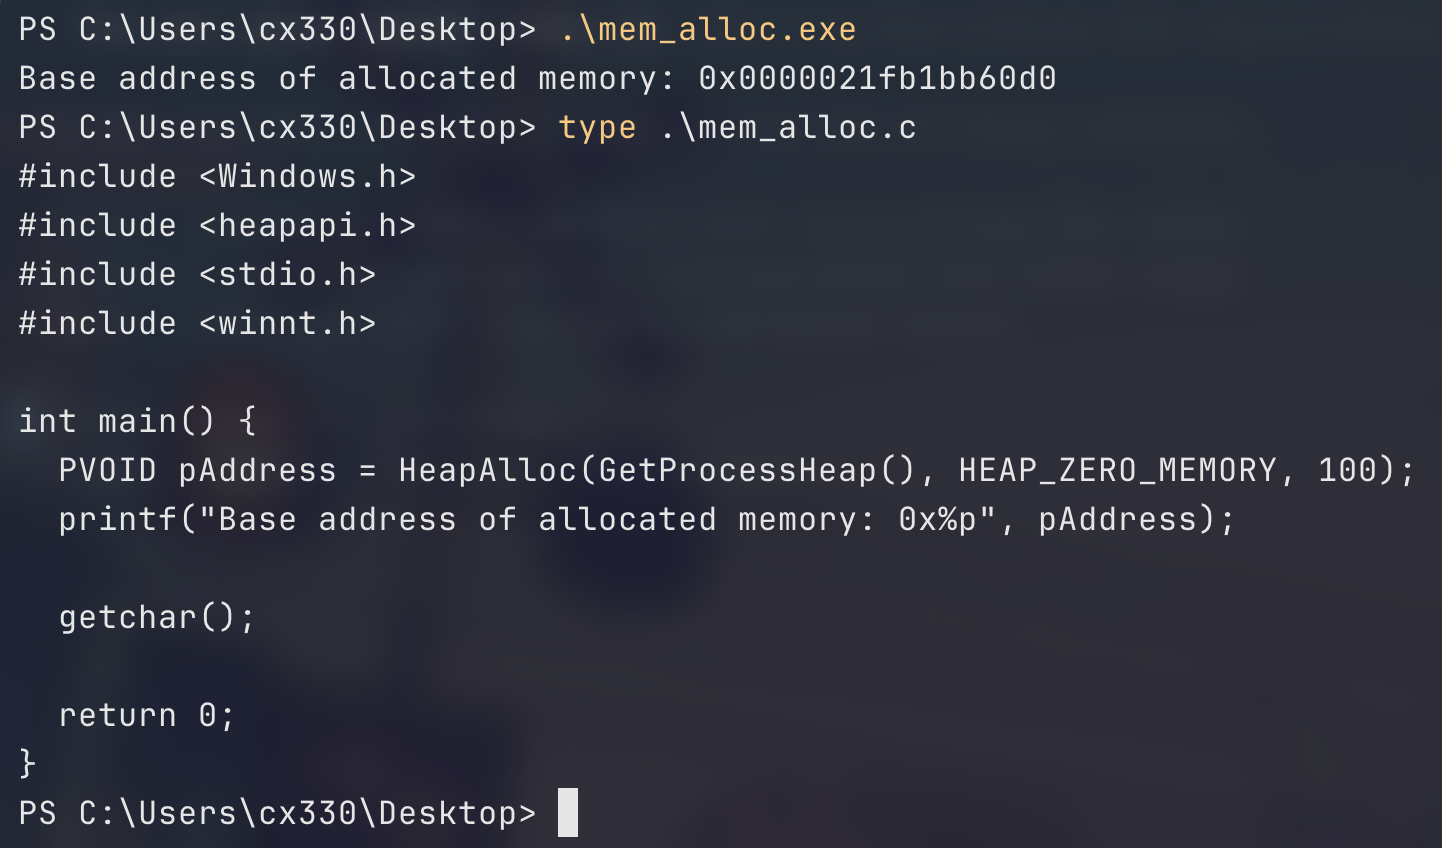 PS C:\Users\cx330\Desktop> .\mem_alloc.exe
Base address of allocated memory: 0x0000021fb1bb60d0
PS C:\Users\cx330\Desktop> type .\mem_alloc.c
#include <Windows.h>
#include <heapapi.h>
#include <stdio.h>
#include <winnt.h>

int main() {
  PVOID pAddress = HeapAlloc(GetProcessHeap(), HEAP_ZERO_MEMORY, 100);
  printf("Base address of allocated memory: 0x%p", pAddress);

  getchar();

  return 0;
}
PS C:\Users\cx330\Desktop>